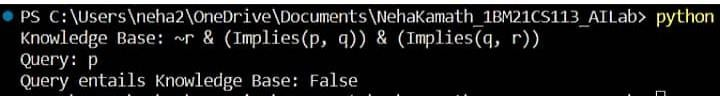 PS C:\Users\neha2\OneDrive\Documents\NehaKamath_1BM21CS113_AILab> python
Knowledge Base: ~r & (Implies(p, q)) & (Implies(q, r))
Query: p
Query entails Knowledge Base: False